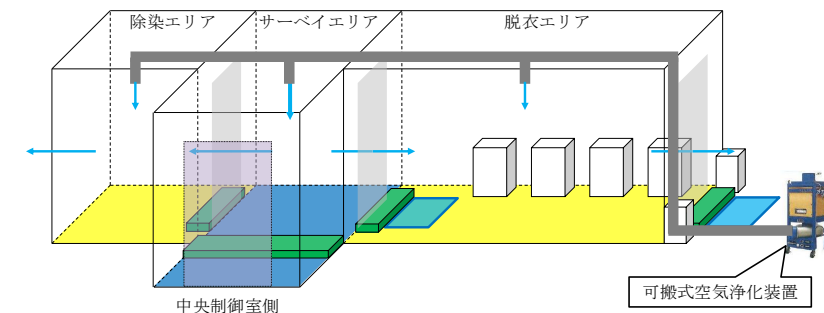 除染エリア
サーベイエリア
脱衣エリア
可搬式空気浄化装置
中央制御室側